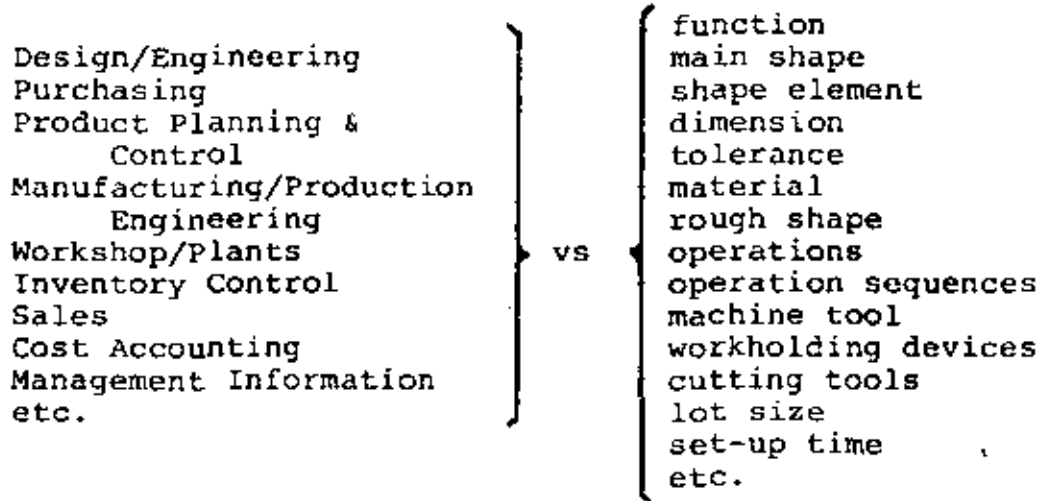 Design/Engineering
Purchasing
Product Planning &
Control
Manufacturing/Production
Engineering
Workshop/Plants
Inventory Control
Sales
Cost Accounting
Management Information
etc.
vs
function
main shape
shape element
dimension
tolerance
material
rough shape
operations
operation sequences
machine tool
workholding devices
cutting tools
lot size
set-up time
etc.